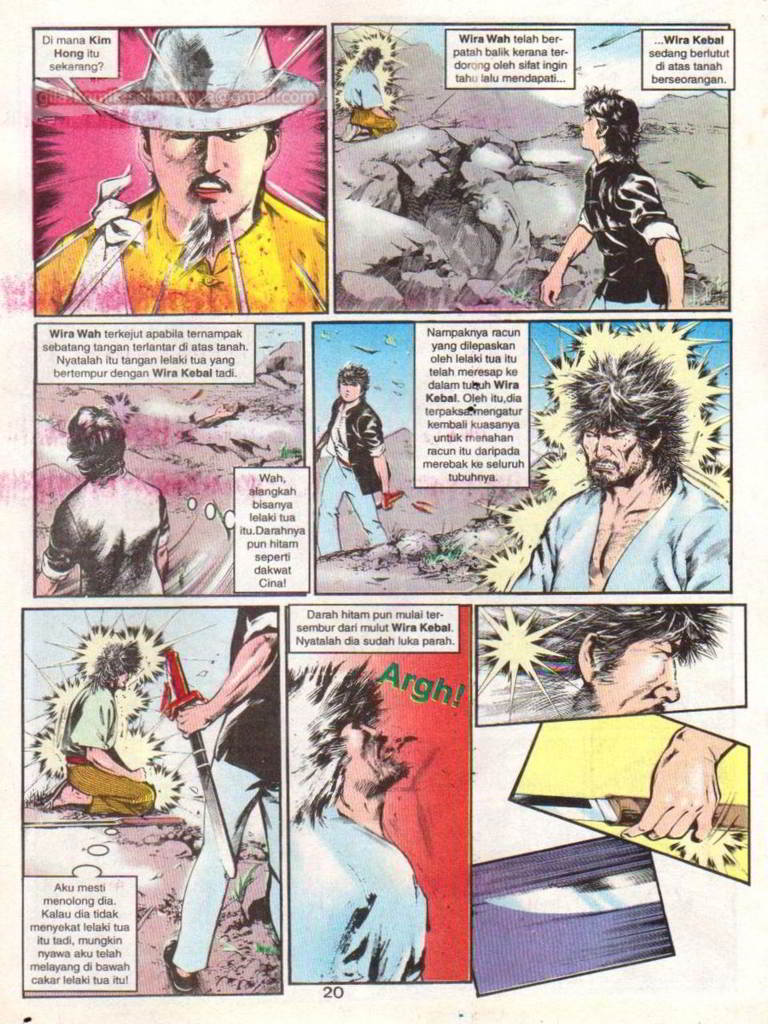 Di mana Kim
Hong itu
sekarang?
Wira Wah telah ber-
patah balik kerana ter-
dorong oleh sifat ingin
tahu lalu mendapati...
...Wira Kebal
sedang berlutut
di atas tanah
berseorangan.
Wira Wah terkejut apabila ternampak
sebatang tangan terlantar di atas tanah.
Nyatalah itu tangan lelaki tua yang
bertempur dengan Wira Kebal tadi.
Wah,
alangkah
bisanya
lelaki tua
itu.Darahnya
pun hitam
seperti
dakwat
Cina!
Nampaknya racun
yang dilepaskan
oleh lelaki tua itu
telah meresap ke
dalam tubuh Wira
Kebal. Oleh itu,dia
terpaksa mengatur
kembali kuasanya
untuk menahan
racun itu daripada
merebak ke seluruh
tubuhnya.
Aku mesti
menolong dia.
Kalau dia tidak
menyekat lelaki tua
itu tadi, mungkin
nyawa aku telah
melayang di bawah
cakar lelaki tua itu!
Darah hitam pun mulai ter-
sembur dari mulut Wira Kebal.
Nyatalah dia sudah luka parah.
Argh!
20